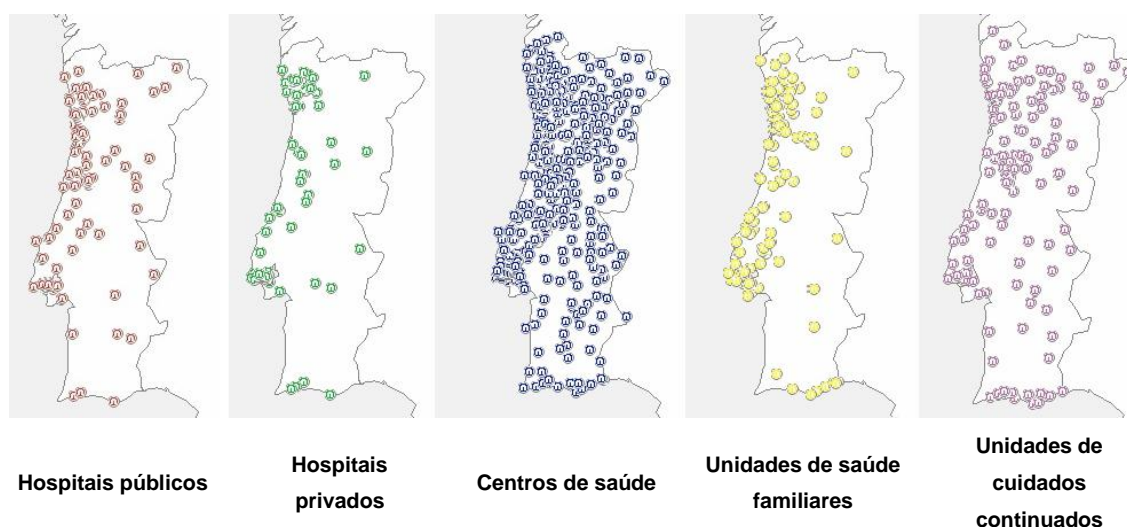 Hospitais públicos
Hospitais
privados
Centros de saúde
Unidades de saúde
familiares
Unidades de
cuidados
continuados